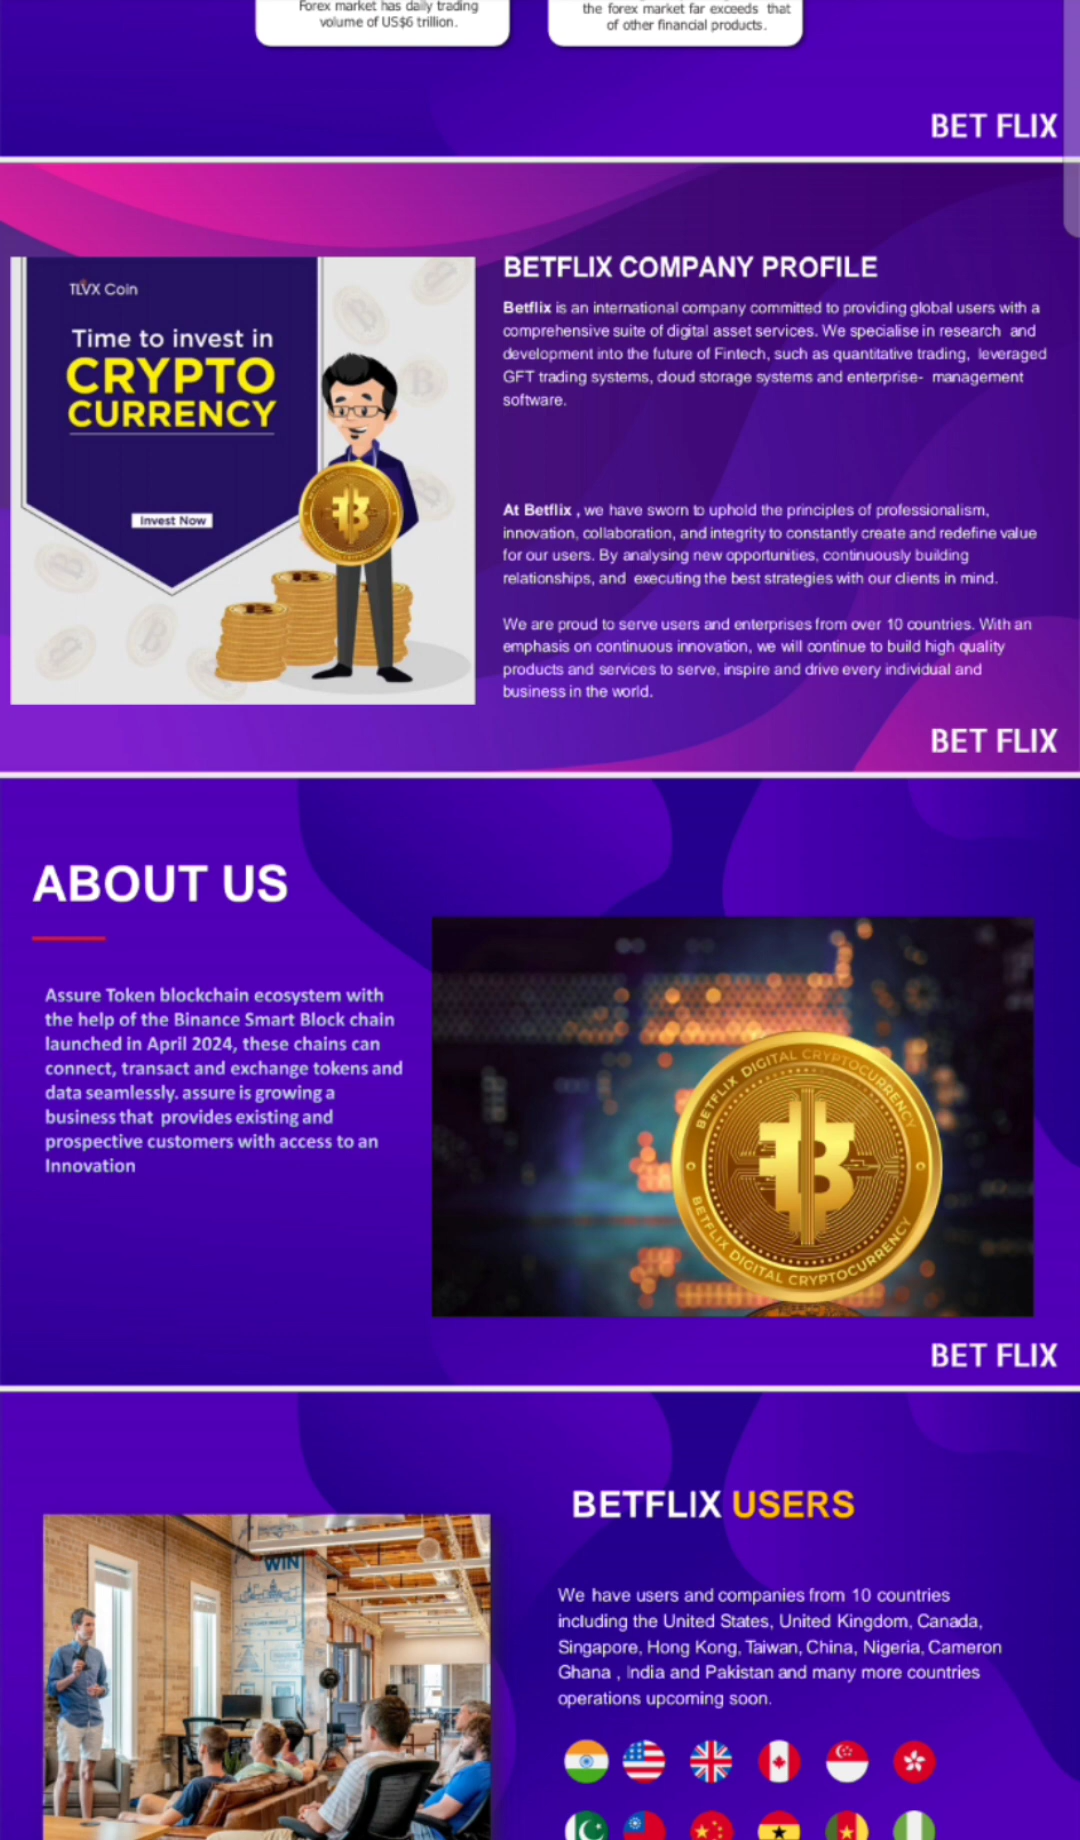 Forex market has daily trading
volume of US$6 trillion.
the forex market far exceeds that
of other financial products.
BET FLIX
TLVX Coin
Time to invest in
CRYPTO
CURRENCY
Invest Now
BETFLIX COMPANY PROFILE
Betflix is an international company committed to providing global users with a
comprehensive suite of digital asset services. We specialise in research and
development into the future of Fintech, such as quantitative trading, leveraged
GFT trading systems, cloud storage systems and enterprise- management
software.
At Betflix , we have sworn to uphold the principles of professionalism,
innovation, collaboration, and integrity to constantly create and redefine value
for our users. By analysing new opportunities, continuously building
relationships, and executing the best strategies with our clients in mind.
We are proud to serve users and enterprises from over 10 countries. With an
emphasis on continuous innovation, we will continue to build high quality
products and services to serve, inspire and drive every individual and
business in the world.
BET FLIX
ABOUT US
Assure Token blockchain ecosystem with
the help of the Binance Smart Block chain
launched in April 2024, these chains can
connect, transact and exchange tokens and
data seamlessly. assure is growing a
business that provides existing and
prospective customers with access to an
Innovation
BETFLIX DIGITAL CRYPTOCURRENCY
BETFLIX DIGITAL CRYPTOCURRENCY
BET FLIX
WIN
BETFLIX USERS
We have users and companies from 10 countries
including the United States, United Kingdom, Canada,
Singapore, Hong Kong, Taiwan, China, Nigeria, Cameron
Ghana , India and Pakistan and many more countries
operations upcoming soon.